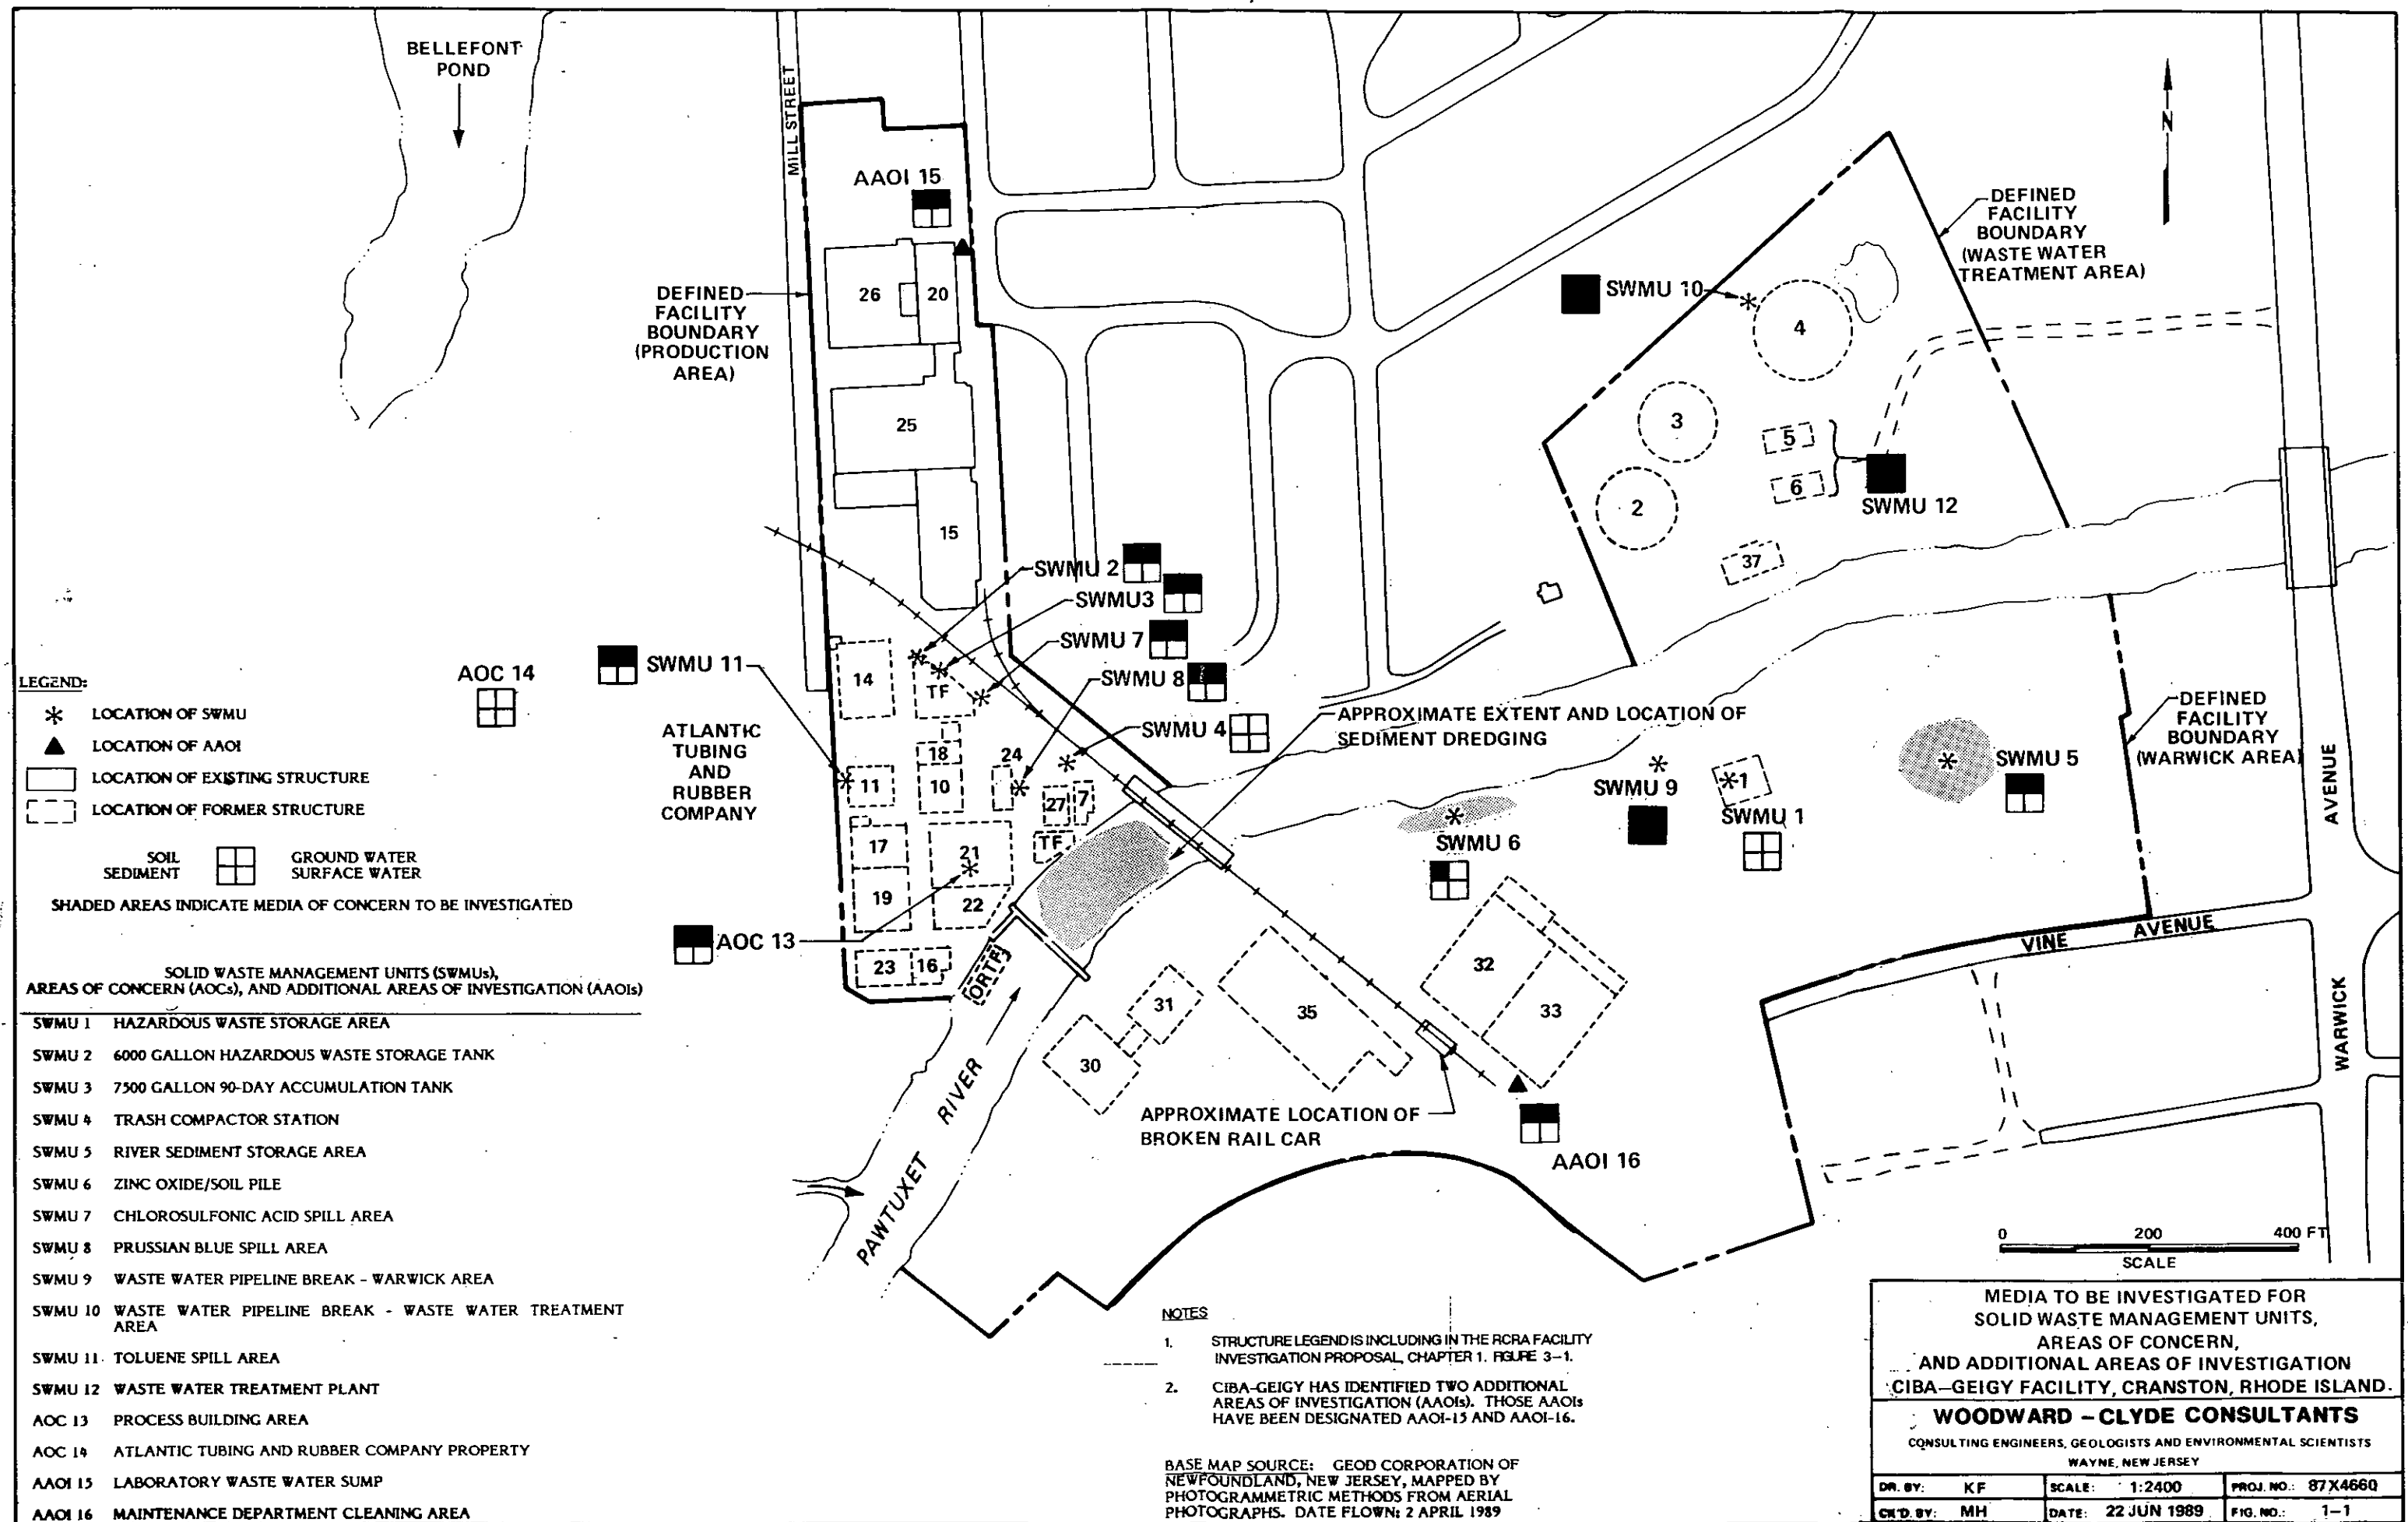 BELLEFONT
POND
MILL STREET
AAOI 15
DEFINED
FACILITY
BOUNDARY
(PRODUCTION
AREA)
26
20
25
15
N
DEFINED
FACILITY
BOUNDARY
(WASTE WATER
TREATMENT AREA)
SWMU 10
4
3
2
5
6
SWMU 12
37
SWMU 2
SWMU3
SWMU 7
SWMU 8
SWMU 4
SWMU 11
AOC 14
14
TF
ATLANTIC
TUBING
AND
RUBBER
COMPANY
18
24
11
10
27
7
17
21
TF
19
22
AOC 13
23
16
ORTF
APPROXIMATE EXTENT AND LOCATION OF
SEDIMENT DREDGING
SWMU 9
1
SWMU 1
SWMU 5
SWMU 6
DEFINED
FACILITY
BOUNDARY
(WARWICK AREA)
AVENUE
WARWICK
VINE AVENUE
32
33
35
31
30
PAWTUXET RIVER
APPROXIMATE LOCATION OF
BROKEN RAIL CAR
AAOI 16
0 200 400 FT
SCALE
LEGEND:
LOCATION OF SWMU
LOCATION OF AAOI
LOCATION OF EXISTING STRUCTURE
LOCATION OF FORMER STRUCTURE
SOIL GROUND WATER
SEDIMENT SURFACE WATER
SHADED AREAS INDICATE MEDIA OF CONCERN TO BE INVESTIGATED
SOLID WASTE MANAGEMENT UNITS (SWMUs),
AREAS OF CONCERN (AOCs), AND ADDITIONAL AREAS OF INVESTIGATION (AAOIs)
SWMU 1 HAZARDOUS WASTE STORAGE AREA
SWMU 2 6000 GALLON HAZARDOUS WASTE STORAGE TANK
SWMU 3 7500 GALLON 90-DAY ACCUMULATION TANK
SWMU 4 TRASH COMPACTOR STATION
SWMU 5 RIVER SEDIMENT STORAGE AREA
SWMU 6 ZINC OXIDE/SOIL PILE
SWMU 7 CHLOROSULFONIC ACID SPILL AREA
SWMU 8 PRUSSIAN BLUE SPILL AREA
SWMU 9 WASTE WATER PIPELINE BREAK - WARWICK AREA
SWMU 10 WASTE WATER PIPELINE BREAK - WASTE WATER TREATMENT
AREA
SWMU 11 TOLUENE SPILL AREA
SWMU 12 WASTE WATER TREATMENT PLANT
AOC 13 PROCESS BUILDING AREA
AOC 14 ATLANTIC TUBING AND RUBBER COMPANY PROPERTY
AAOI 15 LABORATORY WASTE WATER SUMP
AAOI 16 MAINTENANCE DEPARTMENT CLEANING AREA
NOTES
1. STRUCTURE LEGEND IS INCLUDING IN THE RCRA FACILITY
INVESTIGATION PROPOSAL, CHAPTER 1. FIGURE 3-1.
2. CIBA-GEIGY HAS IDENTIFIED TWO ADDITIONAL
AREAS OF INVESTIGATION (AAOIs). THOSE AAOIs
HAVE BEEN DESIGNATED AAOI-15 AND AAOI-16.
BASE MAP SOURCE: GEOD CORPORATION OF
NEWFOUNDLAND, NEW JERSEY, MAPPED BY
PHOTOGRAMMETRIC METHODS FROM AERIAL
PHOTOGRAPHS. DATE FLOWN: 2 APRIL 1989
MEDIA TO BE INVESTIGATED FOR
SOLID WASTE MANAGEMENT UNITS,
AREAS OF CONCERN,
AND ADDITIONAL AREAS OF INVESTIGATION
CIBA-GEIGY FACILITY, CRANSTON, RHODE ISLAND.
WOODWARD - CLYDE CONSULTANTS
CONSULTING ENGINEERS, GEOLOGISTS AND ENVIRONMENTAL SCIENTISTS
WAYNE, NEW JERSEY
DR. BY: KF SCALE: 1:2400 PROJ. NO.: 87X4660
CK'D. BY: MH DATE: 22 JUN 1989 FIG. NO.: 1-1